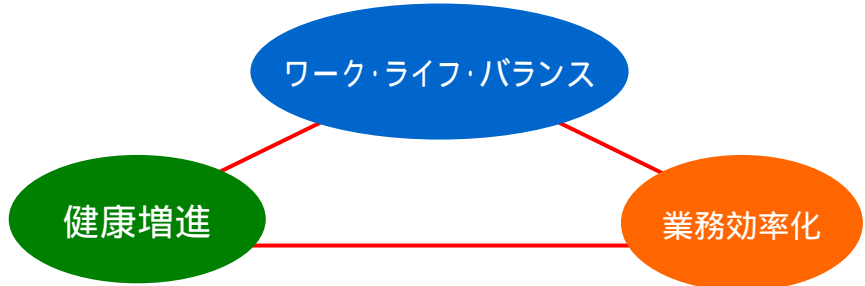 ワーク・ライフ・バランス
健康増進
業務効率化